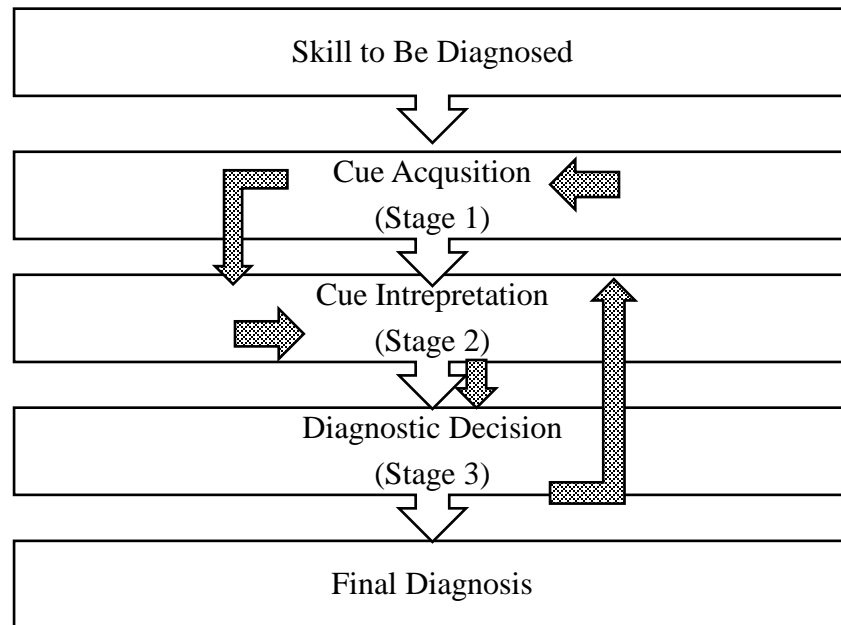 Skill to Be Diagnosed
Cue Acqusition
(Stage 1)
Cue Intrepretation
(Stage 2)
Diagnostic Decision
(Stage 3)
Final Diagnosis